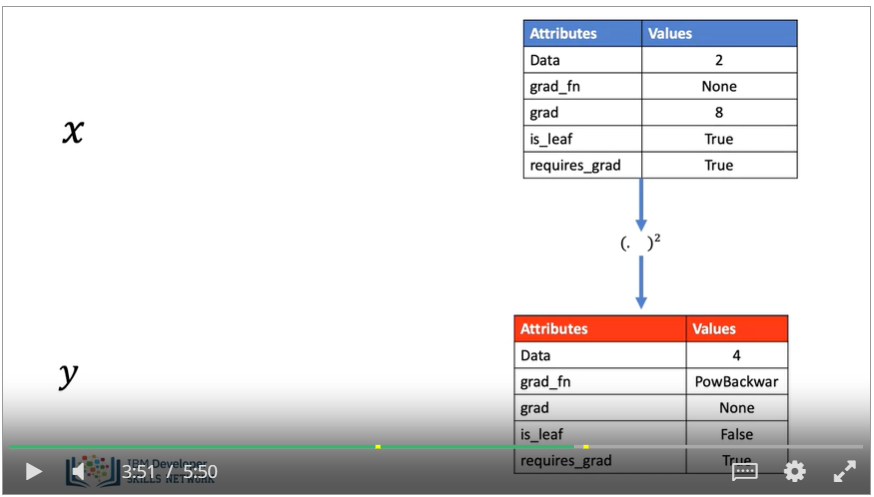 x
Attributes Values
Data 2
grad_fn None
grad 8
is_leaf True
requires_grad True
(. )²
y
Attributes Values
Data 4
grad_fn PowBackwar
grad None
is_leaf False
requires_grad True
IBM Developer
SKILLS NETWORK
3:51 / 5:50